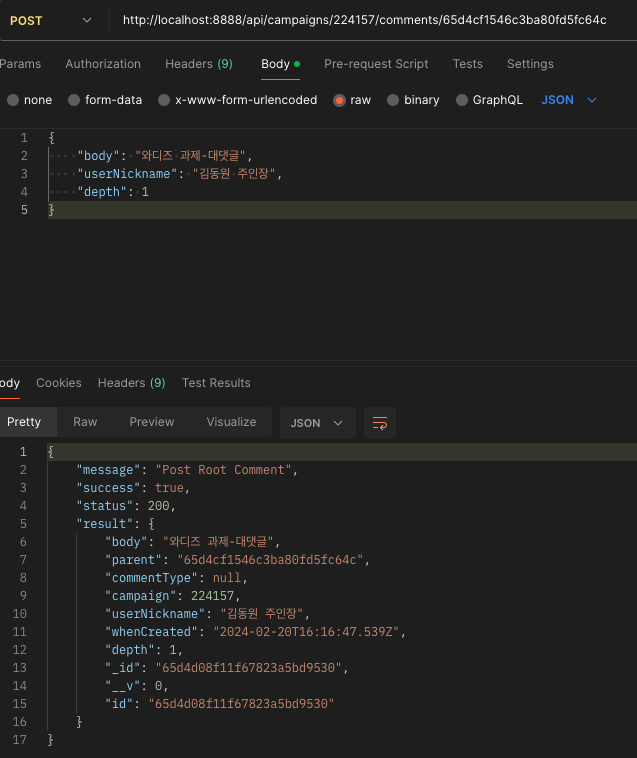 POST http://localhost:8888/api/campaigns/224157/comments/65d4cf1546c3ba80fd5fc64c
Params Authorization Headers (9) Body Pre-request Script Tests Settings
none form-data x-www-form-urlencoded raw binary GraphQL JSON
1 {
2 "body": "와디즈 과제-대댓글",
3 "userNickname": "김동원 주인장",
4 "depth": 1
5 }
ody Cookies Headers (9) Test Results
Pretty Raw Preview Visualize JSON
1 {
2 "message": "Post Root Comment",
3 "success": true,
4 "status": 200,
5 "result": {
6 "body": "와디즈 과제-대댓글",
7 "parent": "65d4cf1546c3ba80fd5fc64c",
8 "commentType": null,
9 "campaign": 224157,
10 "userNickname": "김동원 주인장",
11 "whenCreated": "2024-02-20T16:16:47.539Z",
12 "depth": 1,
13 "_id": "65d4d08f11f67823a5bd9530",
14 "__v": 0,
15 "id": "65d4d08f11f67823a5bd9530"
16 }
17 }